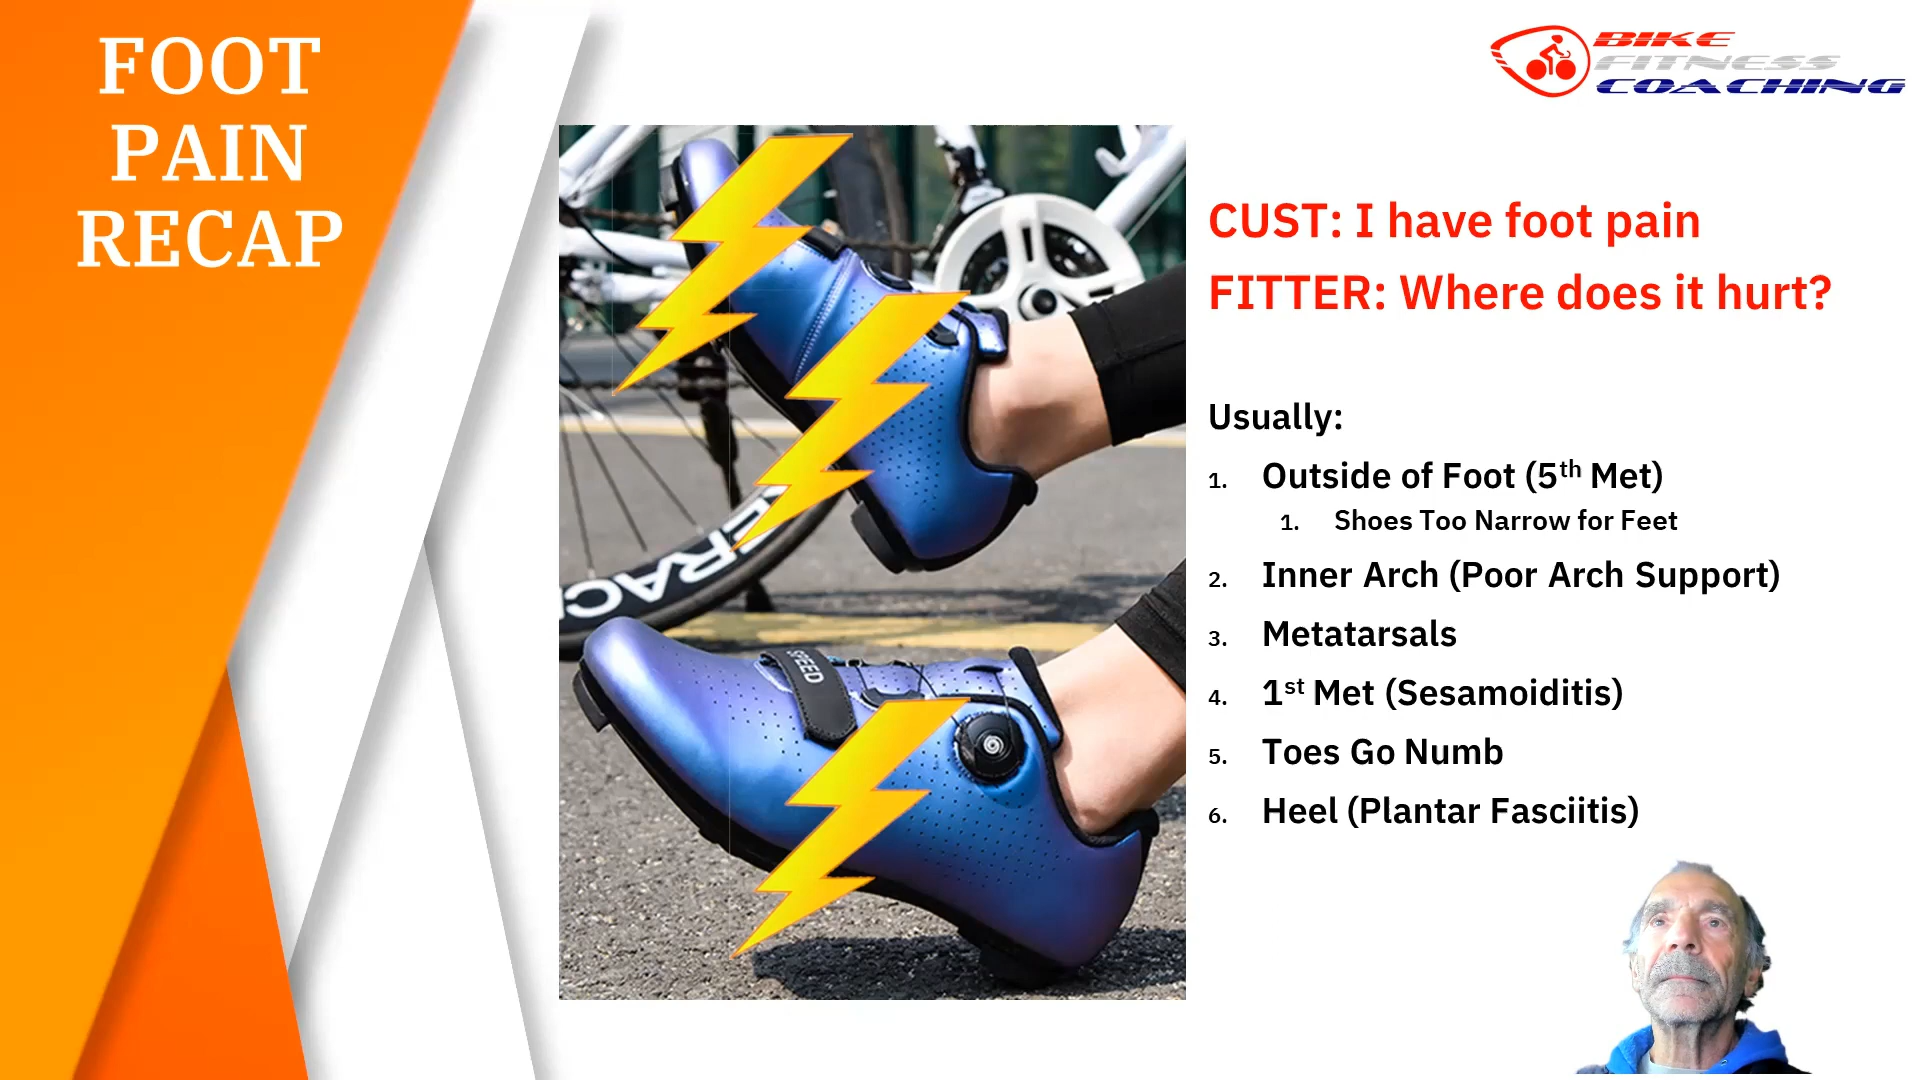 FOOT
PAIN
RECAP
BIKE
FITNESS
COACHING
CUST: I have foot pain
FITTER: Where does it hurt?
Usually:
1. Outside of Foot (5th Met)
1. Shoes Too Narrow for Feet
2. Inner Arch (Poor Arch Support)
3. Metatarsals
4. 1st Met (Sesamoiditis)
5. Toes Go Numb
6. Heel (Plantar Fasciitis)
SPEED